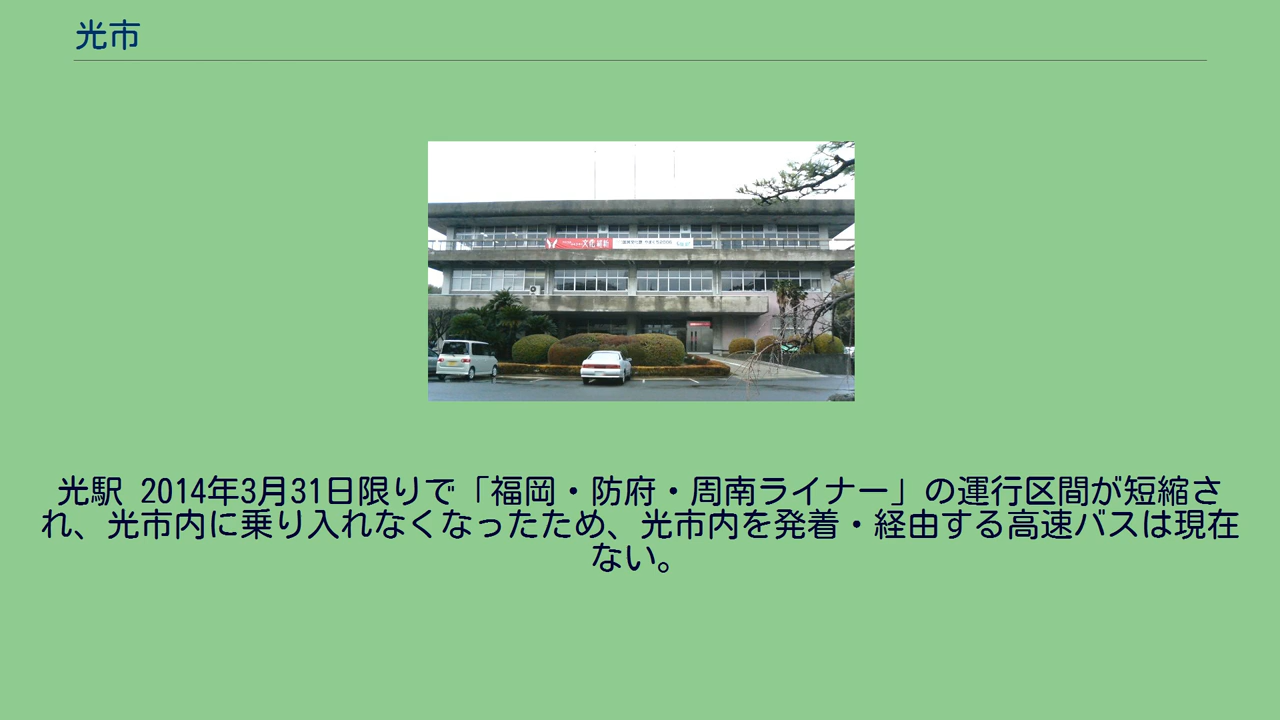 光市
光駅 2014年3月31日限りで「福岡・防府・周南ライナー」の運行区間が短縮さ
れ、光市内に乗り入れなくなったため、光市内を発着・経由する高速バスは現在
ない。